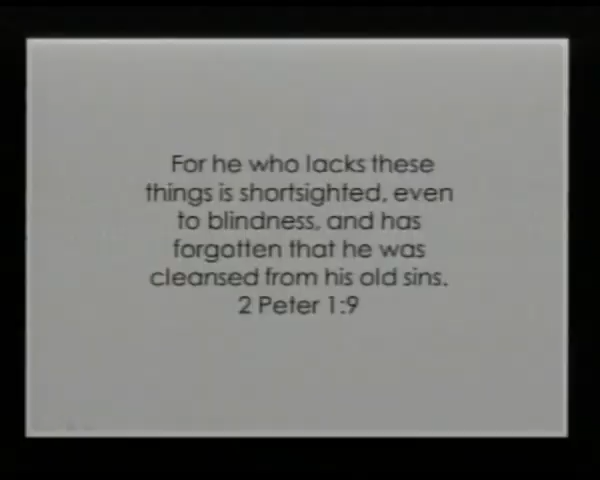 For he who lacks these
things is shortsighted, even
to blindness, and has
forgotten that he was
cleansed from his old sins.
2 Peter 1:9